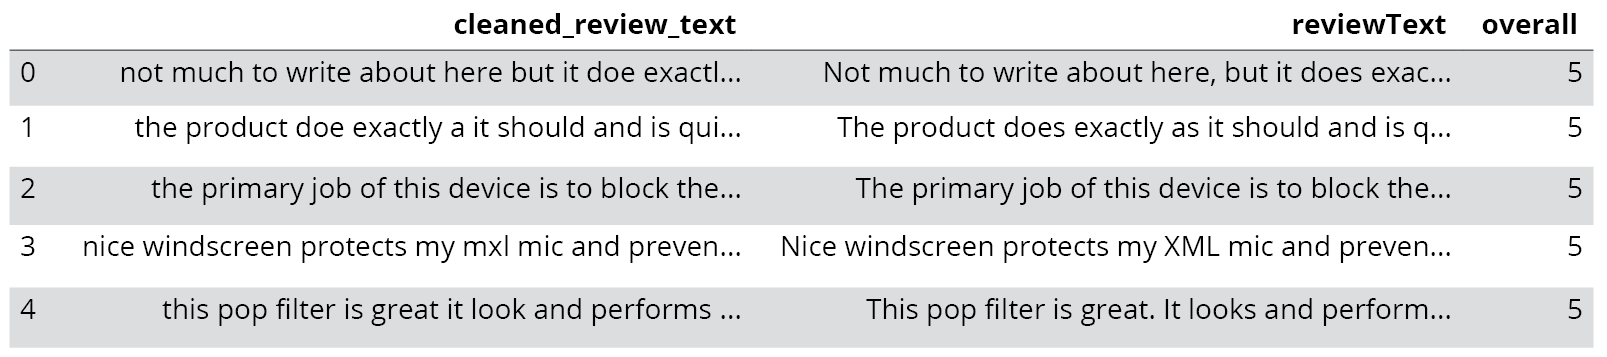 cleaned_review_text reviewText overall
0 not much to write about here but it doe exactl... Not much to write about here, but it does exac... 5
1 the product doe exactly a it should and is qui... The product does exactly as it should and is q... 5
2 the primary job of this device is to block the... The primary job of this device is to block the... 5
3 nice windscreen protects my mxl mic and preven... Nice windscreen protects my XML mic and preven... 5
4 this pop filter is great it look and performs ... This pop filter is great. It looks and perform... 5